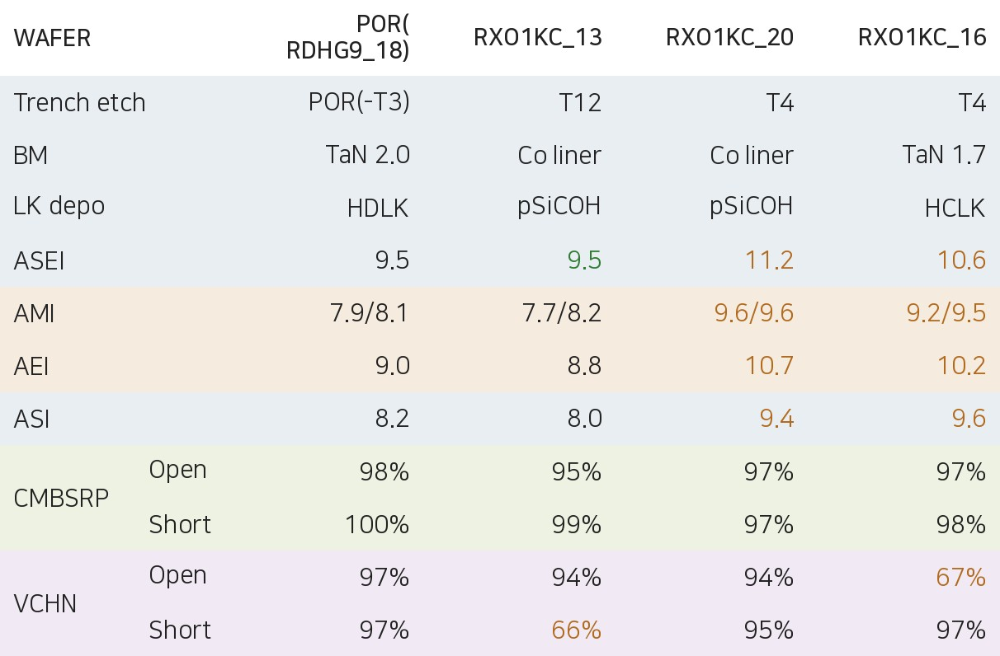 WAFER POR( RXO1KC_13 RXO1KC_20 RXO1KC_16
RDHG9_18)
Trench etch POR(-T3) T12 T4 T4
BM TaN 2.0 Co liner Co liner TaN 1.7
LK depo HDLK pSiCOH pSiCOH HCLK
ASEI 9.5 9.5 11.2 10.6
AMI 7.9/8.1 7.7/8.2 9.6/9.6 9.2/9.5
AEI 9.0 8.8 10.7 10.2
ASI 8.2 8.0 9.4 9.6
CMBSRP
Open 98% 95% 97% 97%
Short 100% 99% 97% 98%
VCHN
Open 97% 94% 94% 67%
Short 97% 66% 95% 97%